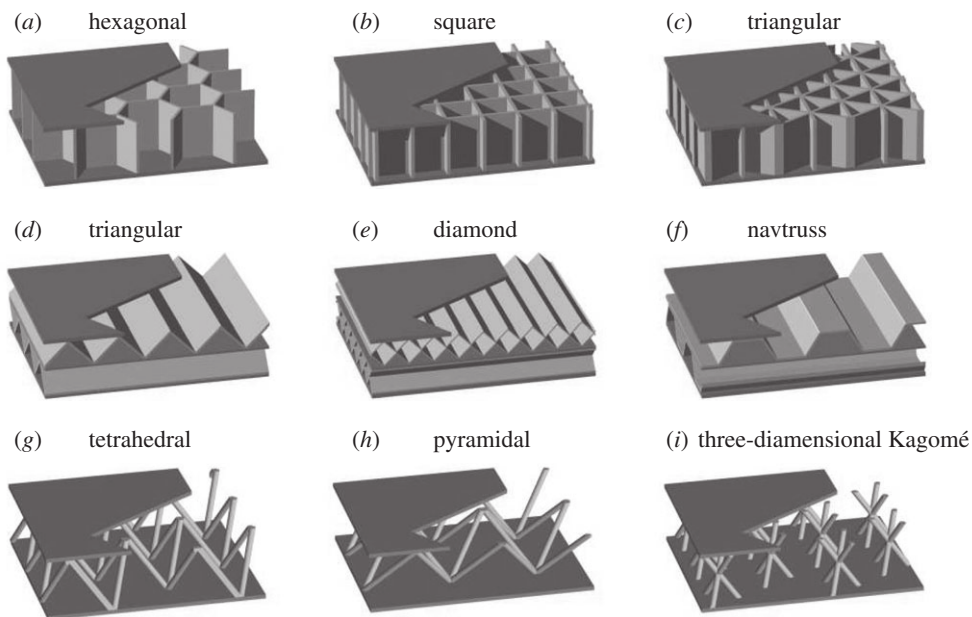 (a) hexagonal
(b) square
(c) triangular
(d) triangular
(e) diamond
(f) navtruss
(g) tetrahedral
(h) pyramidal
(i) three-diamensional Kagomé